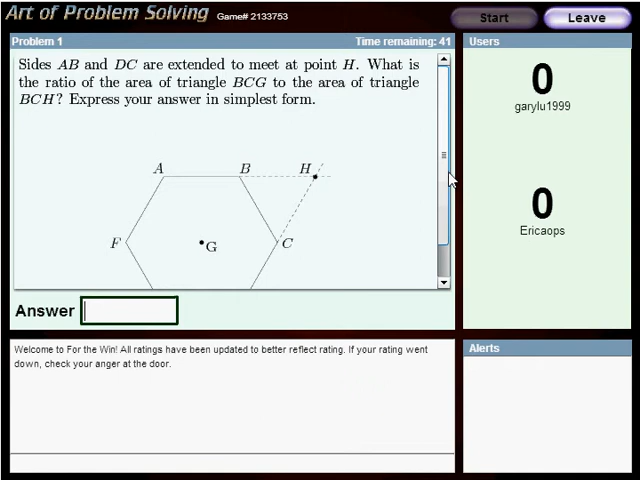 Art of Problem Solving Game# 2133753 Start Leave
Problem 1 Time remaining: 41
Sides AB and DC are extended to meet at point H. What is
the ratio of the area of triangle BCG to the area of triangle
BCH? Express your answer in simplest form.
A B H
F G C
Answer
Users
0
garylu1999
0
Ericaops
Welcome to For the Win! All ratings have been updated to better reflect rating. If your rating went
down, check your anger at the door.
Alerts